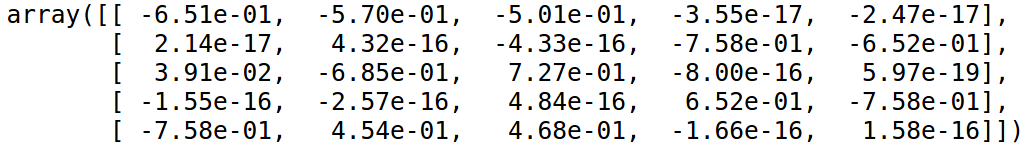 array([[ -6.51e-01, -5.70e-01, -5.01e-01, -3.55e-17, -2.47e-17],
[ 2.14e-17, 4.32e-16, -4.33e-16, -7.58e-01, -6.52e-01],
[ 3.91e-02, -6.85e-01, 7.27e-01, -8.00e-16, 5.97e-19],
[ -1.55e-16, -2.57e-16, 4.84e-16, 6.52e-01, -7.58e-01],
[ -7.58e-01, 4.54e-01, 4.68e-01, -1.66e-16, 1.58e-16]])